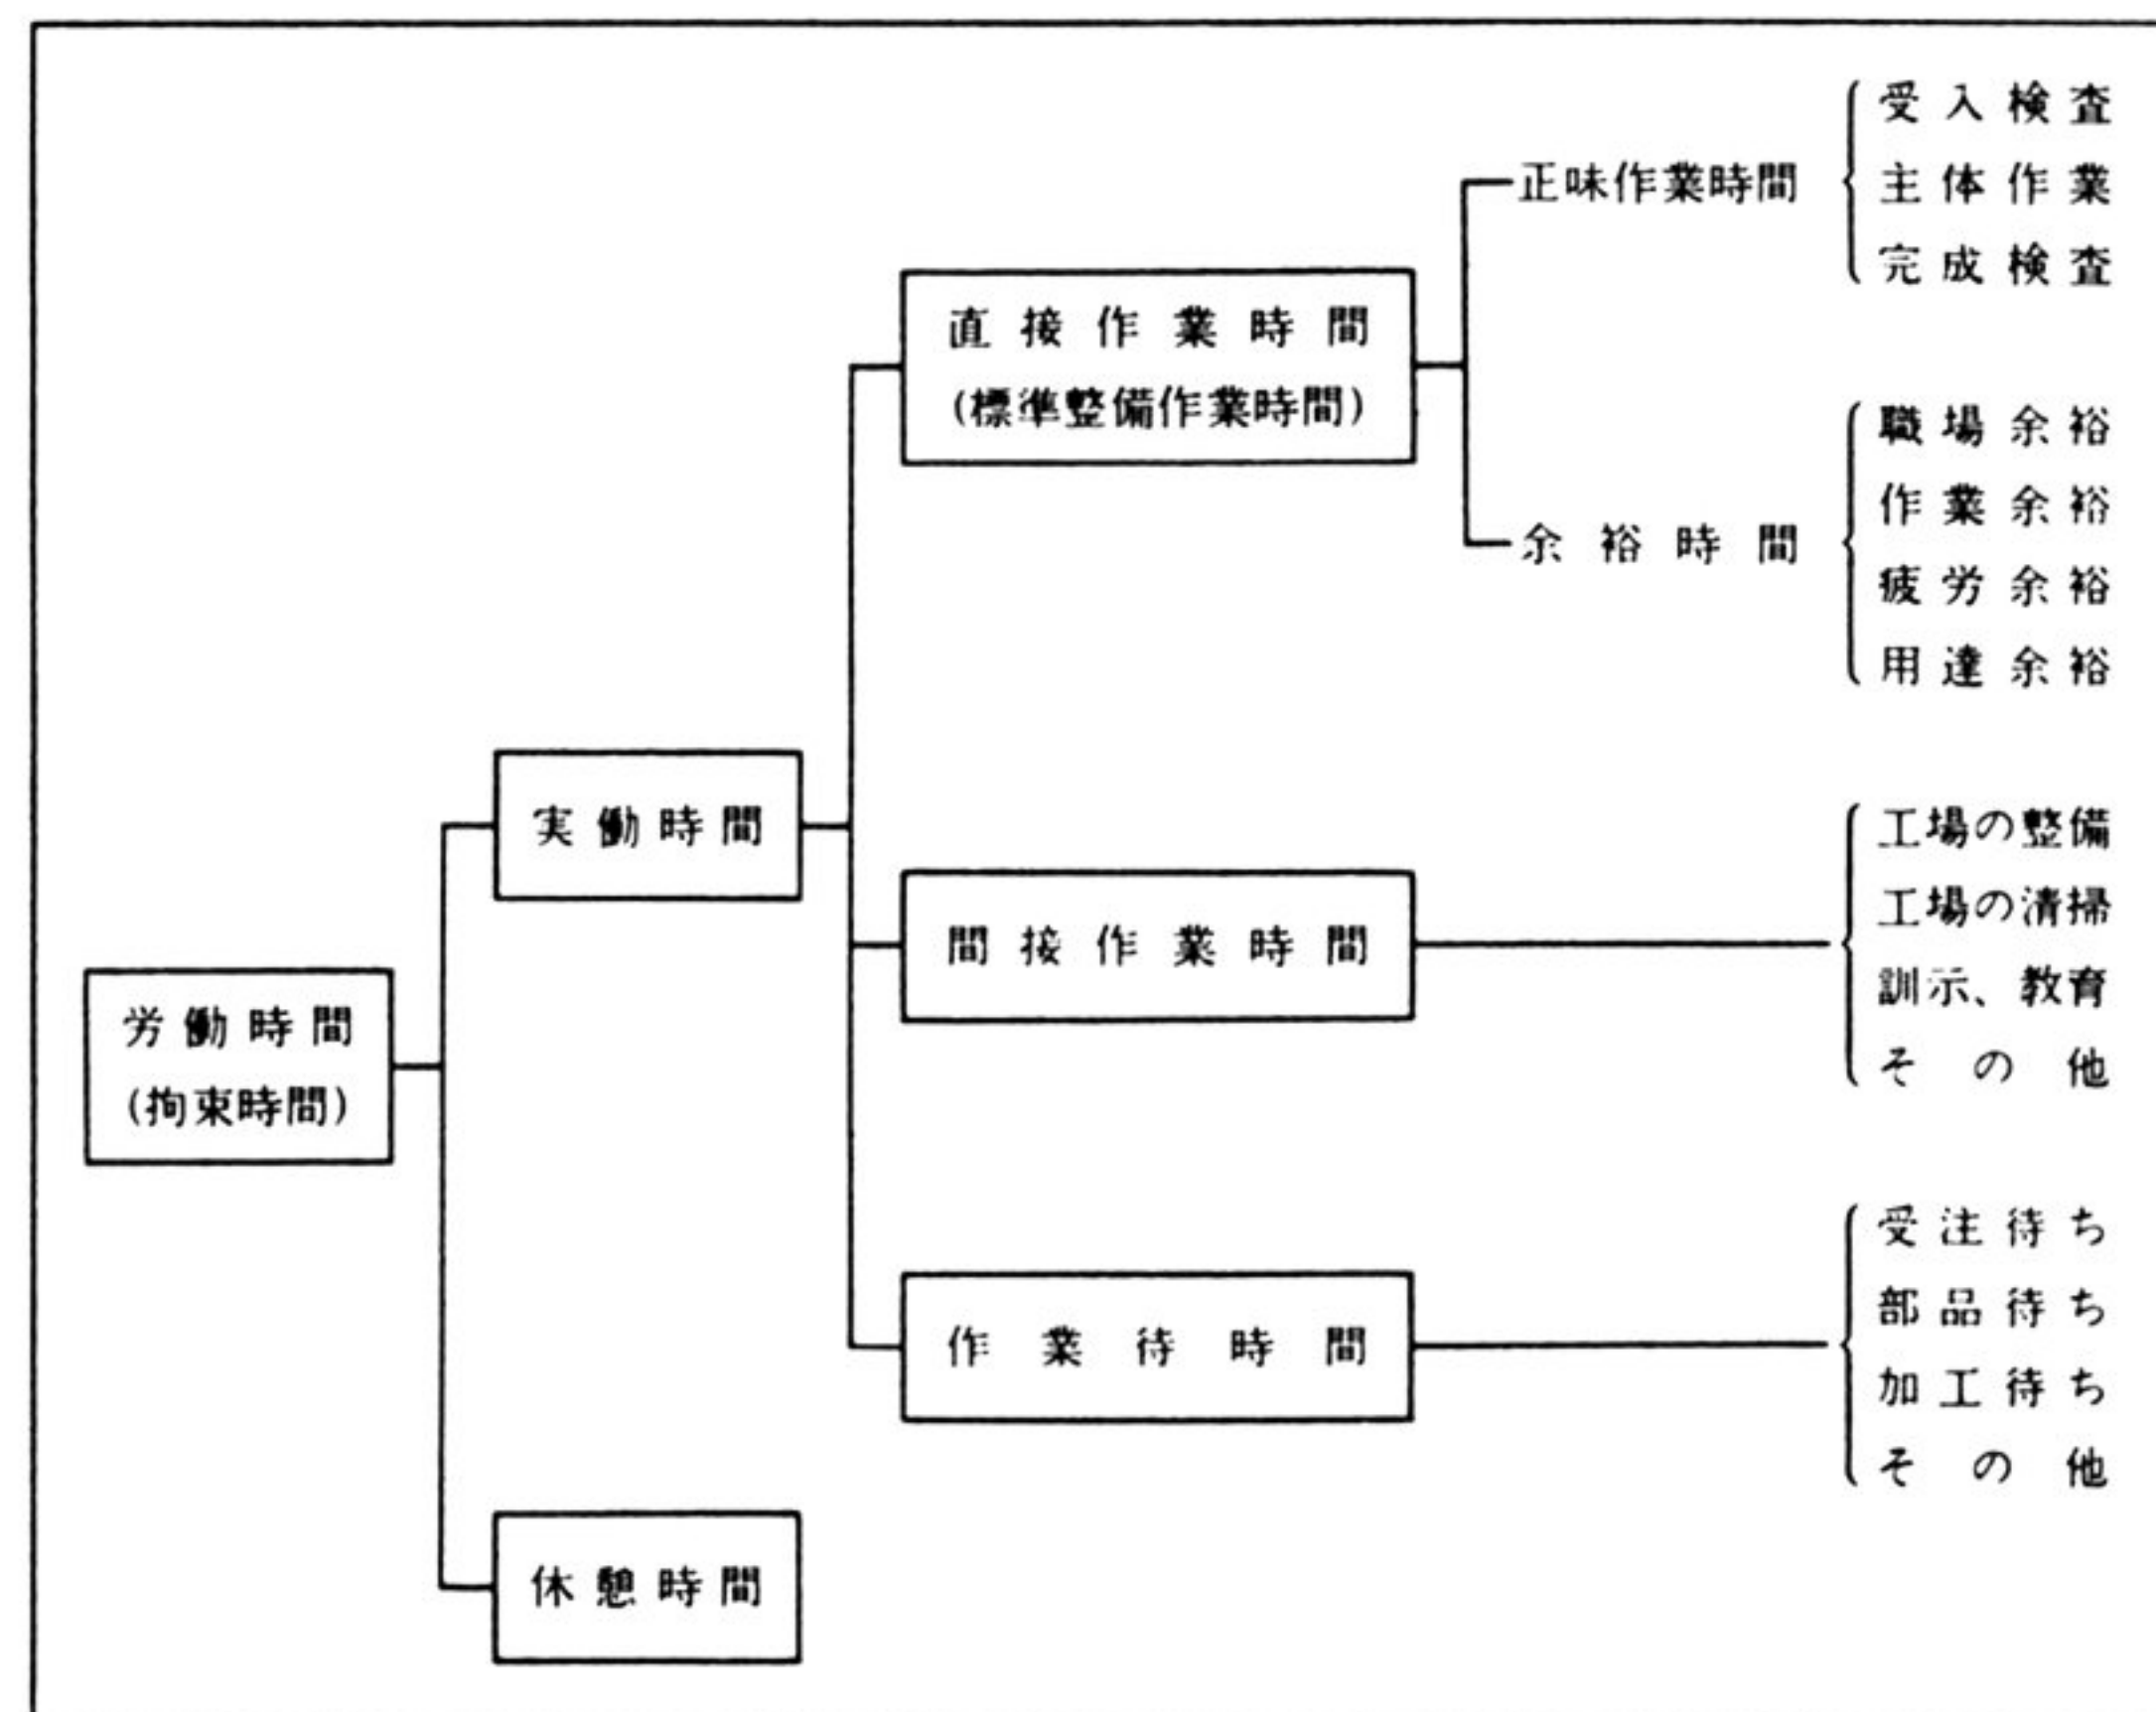 労働時間
(拘束時間)
実働時間
休憩時間
直接作業時間
(標準整備作業時間)
間接作業時間
作業待時間
正味作業時間
受入検査
主体作業
完成検査
余裕時間
職場余裕
作業余裕
疲労余裕
用達余裕
工場の整備
工場の清掃
訓示、教育
その他
受注待ち
部品待ち
加工待ち
その他